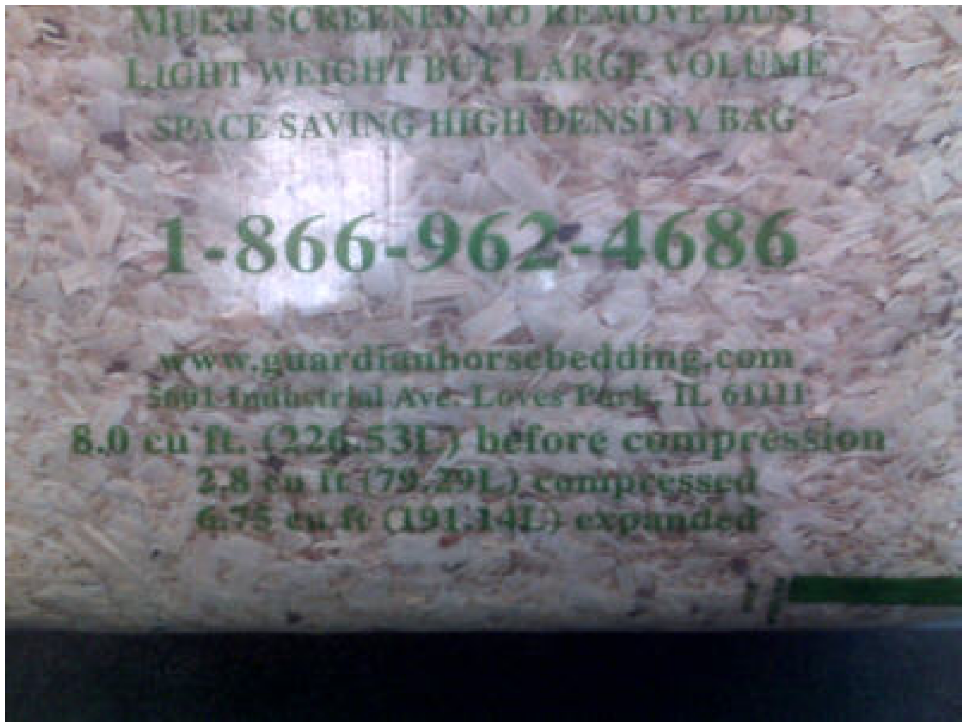 MULTI SCREENED TO REMOVE DUST
LIGHT WEIGHT BUT LARGE VOLUME
SPACE SAVING HIGH DENSITY BAG
1-866-962-4686
www.guardianhorsebedding.com
Industrial Ave. Loves Park, IL 61111
8.0 cu ft. (226.53L) before compression
2.8 cu ft (79.29L) compressed
6.75 cu ft (191.14L) expanded